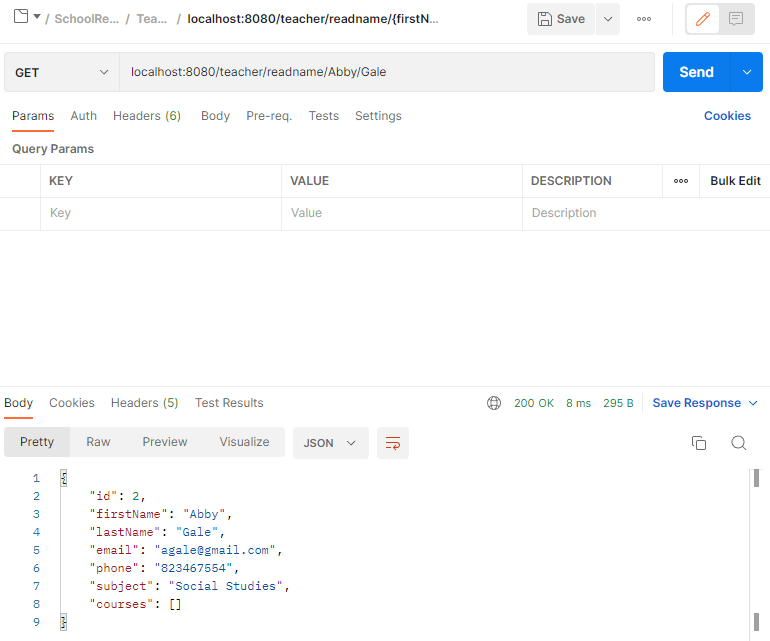 / SchoolRe... / Tea... / localhost:8080/teacher/readname/{firstN... Save
GET localhost:8080/teacher/readname/Abby/Gale Send
Params Auth Headers (6) Body Pre-req. Tests Settings Cookies
Query Params
KEY VALUE DESCRIPTION Bulk Edit
Key Value Description
Body Cookies Headers (5) Test Results 200 OK 8 ms 295 B Save Response
Pretty Raw Preview Visualize JSON
1 {
2 "id": 2,
3 "firstName": "Abby",
4 "lastName": "Gale",
5 "email": "agale@gmail.com",
6 "phone": "823467554",
7 "subject": "Social Studies",
8 "courses": []
9 }